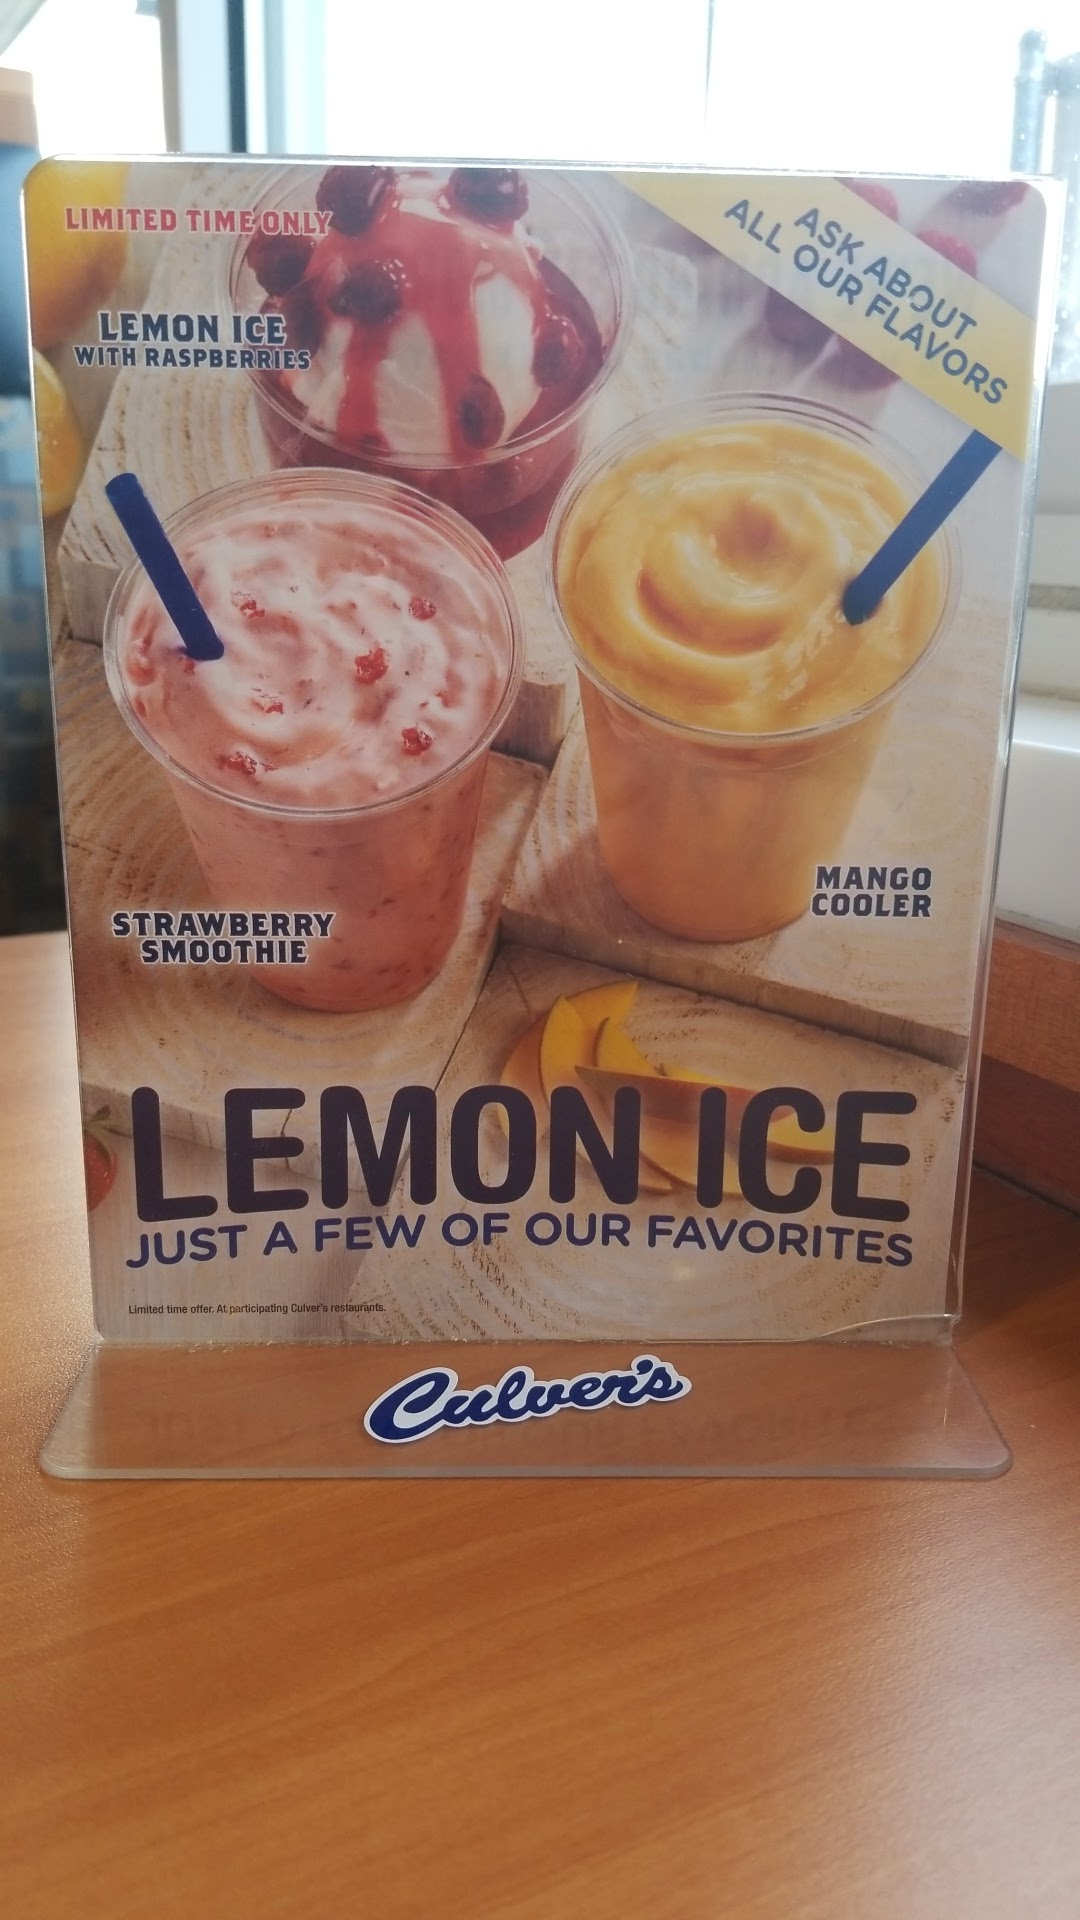 LIMITED TIME ONLY
ASK ABOUT
ALL OUR FLAVORS
LEMON ICE
WITH RASPBERRIES
MANGO
COOLER
STRAWBERRY
SMOOTHIE
LEMON ICE
JUST A FEW OF OUR FAVORITES
Limited time offer. At participating Culver's restaurants.
Culver's